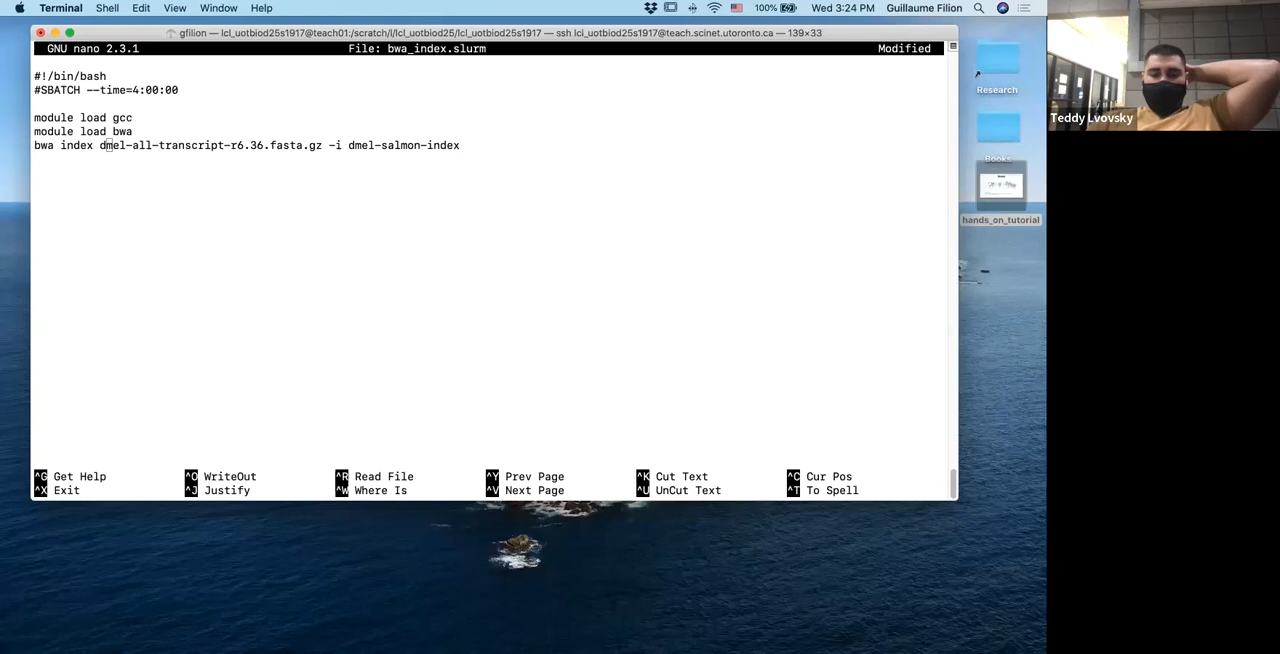 Terminal Shell Edit View Window Help 100% Wed 3:24 PM Guillaume Filion
gfilion — lcl_uotbiod25s1917@teach01:/scratch/l/lcl_uotbiod25/lcl_uotbiod25s1917 — ssh lcl_uotbiod25s1917@teach.scinet.utoronto.ca — 139×33
GNU nano 2.3.1 File: bwa_index.slurm Modified
#!/bin/bash
#SBATCH --time=4:00:00
module load gcc
module load bwa
bwa index dmel-all-transcript-r6.36.fasta.gz -i dmel-salmon-index
^G Get Help ^O WriteOut ^R Read File ^Y Prev Page ^K Cut Text ^C Cur Pos
^X Exit ^J Justify ^W Where Is ^V Next Page ^U UnCut Text ^T To Spell
Research
Books
hands_on_tutorial
Teddy Lvovsky